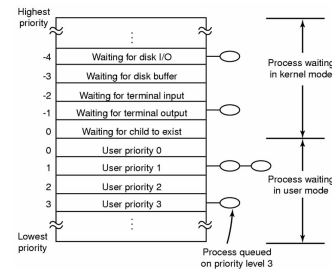 Highest
priority
-4 Waiting for disk I/O
-3 Waiting for disk buffer
-2 Waiting for terminal input
-1 Waiting for terminal output
0 Waiting for child to exist
0 User priority 0
1 User priority 1
2 User priority 2
3 User priority 3
Lowest
priority
Process waiting
in kernel mode
Process waiting
in user mode
Process queued
on priority level 3